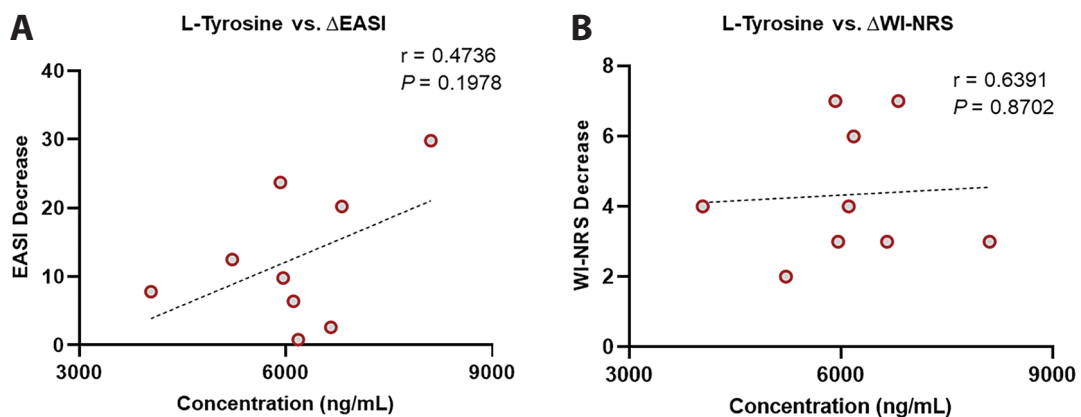 A
L-Tyrosine vs. ΔEASI
r = 0.4736
P = 0.1978
40
30
20
10
0
EASI Decrease
3000
6000
9000
Concentration (ng/mL)
B
L-Tyrosine vs. ΔWI-NRS
r = 0.6391
P = 0.8702
8
6
4
2
0
WI-NRS Decrease
3000
6000
9000
Concentration (ng/mL)